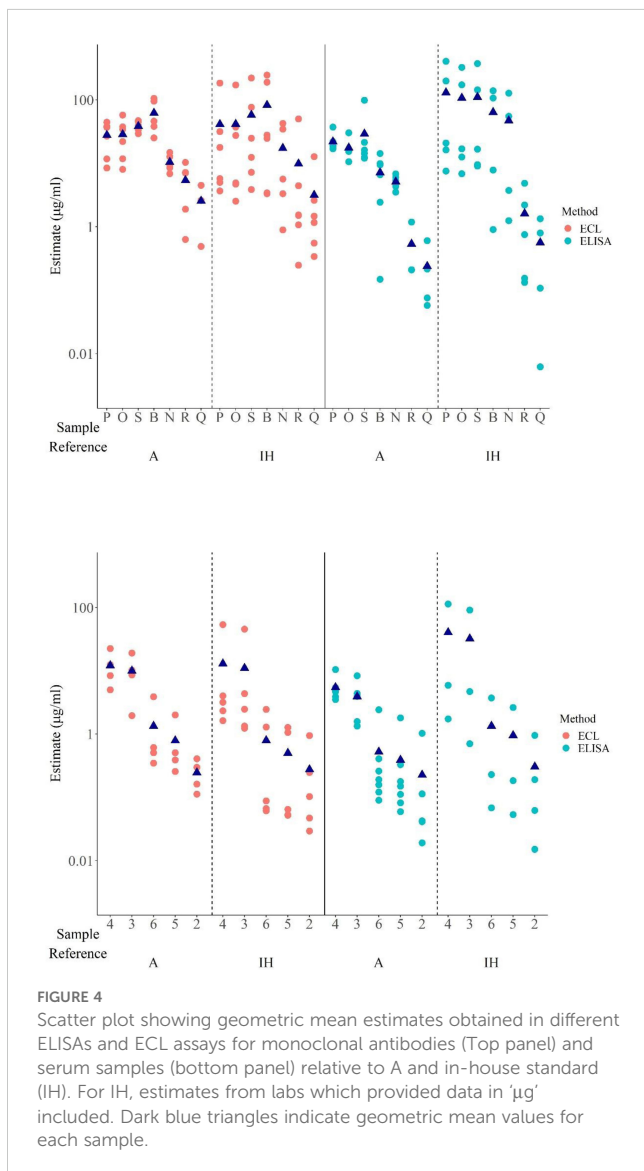 100
1
0.01
Estimate (µg/ml)
Method
ECL
ELISA
Sample P O S B N R Q P O S B N R Q P O S B N R Q P O S B N R Q
Reference A IH A IH
100
1
0.01
Estimate (µg/ml)
Method
ECL
ELISA
Sample 4 3 6 5 2 4 3 6 5 2 4 3 6 5 2 4 3 6 5 2
Reference A IH A IH
FIGURE 4
Scatter plot showing geometric mean estimates obtained in different
ELISAs and ECL assays for monoclonal antibodies (Top panel) and
serum samples (bottom panel) relative to A and in-house standard
(IH). For IH, estimates from labs which provided data in ‘µg’
included. Dark blue triangles indicate geometric mean values for
each sample.